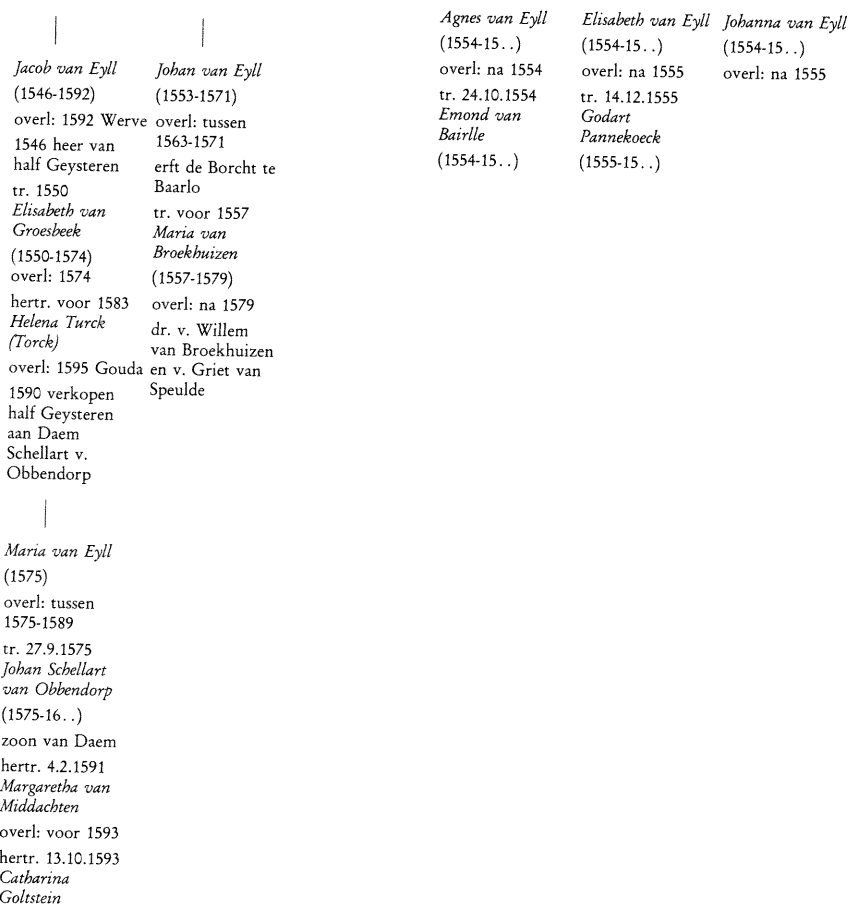 Jacob van Eyll
(1546-1592)
overl: 1592 Werve
1546 heer van
half Geysteren
tr. 1550
Elisabeth van
Groesbeek
(1550-1574)
overl: 1574
hertr. voor 1583
Helena Turck
(Torck)
overl: 1595 Gouda
1590 verkopen
half Geysteren
aan Daem
Schellart v.
Obbendorp
Maria van Eyll
(1575)
overl: tussen
1575-1589
tr. 27.9.1575
Johan Schellart
van Obbendorp
(1575-16. .)
zoon van Daem
hertr. 4.2.1591
Margaretha van
Middachten
overl: voor 1593
hertr. 13.10.1593
Catharina
Goltstein
Johan van Eyll
(1553-1571)
overl: tussen
1563-1571
erft de Borcht te
Baarlo
tr. voor 1557
Maria van
Broekhuizen
(1557-1579)
overl: na 1579
dr. v. Willem
van Broekhuizen
en v. Griet van
Speulde
Agnes van Eyll
(1554-15. .)
overl: na 1554
tr. 24.10.1554
Emond van
Bairlle
(1554-15. .)
Elisabeth van Eyll
(1554-15. .)
overl: na 1555
tr. 14.12.1555
Godart
Pannekoeck
(1555-15. .)
Johanna van Eyll
(1554-15. .)
overl: na 1555